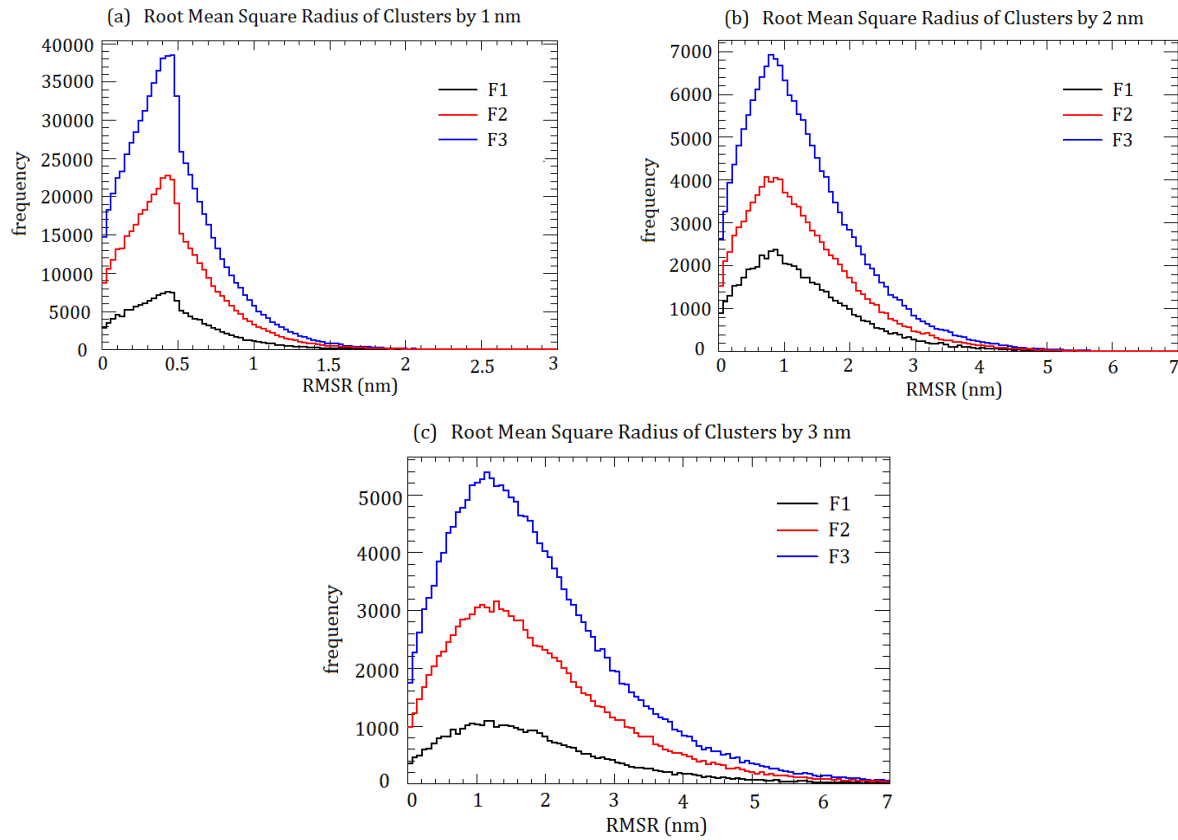 (a) Root Mean Square Radius of Clusters by 1 nm
40000
35000
30000
25000
20000
15000
10000
5000
0
frequency
F1
F2
F3
0 0.5 1 1.5 2 2.5 3
RMSR (nm)
(b) Root Mean Square Radius of Clusters by 2 nm
7000
6000
5000
4000
3000
2000
1000
0
frequency
F1
F2
F3
0 1 2 3 4 5 6 7
RMSR (nm)
(c) Root Mean Square Radius of Clusters by 3 nm
5000
4000
3000
2000
1000
0
frequency
F1
F2
F3
0 1 2 3 4 5 6 7
RMSR (nm)